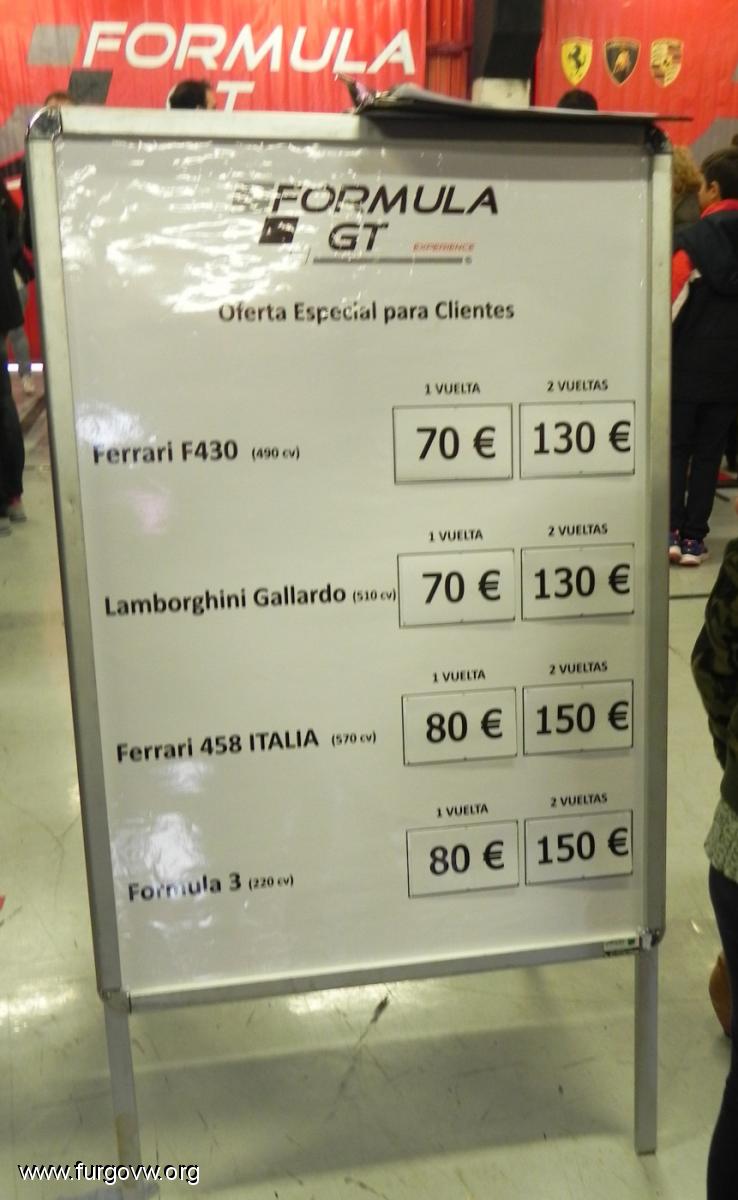 FORMULA
T
FORMULA
GT
EXPERIENCE
Oferta Especial para Clientes
1 VUELTA 2 VUELTAS
Ferrari F430 (490 cv) 70 € 130 €
1 VUELTA 2 VUELTAS
Lamborghini Gallardo (510 cv) 70 € 130 €
1 VUELTA 2 VUELTAS
Ferrari 458 ITALIA (570 cv) 80 € 150 €
1 VUELTA 2 VUELTAS
Formula 3 (220 cv) 80 € 150 €
www.furgovw.org